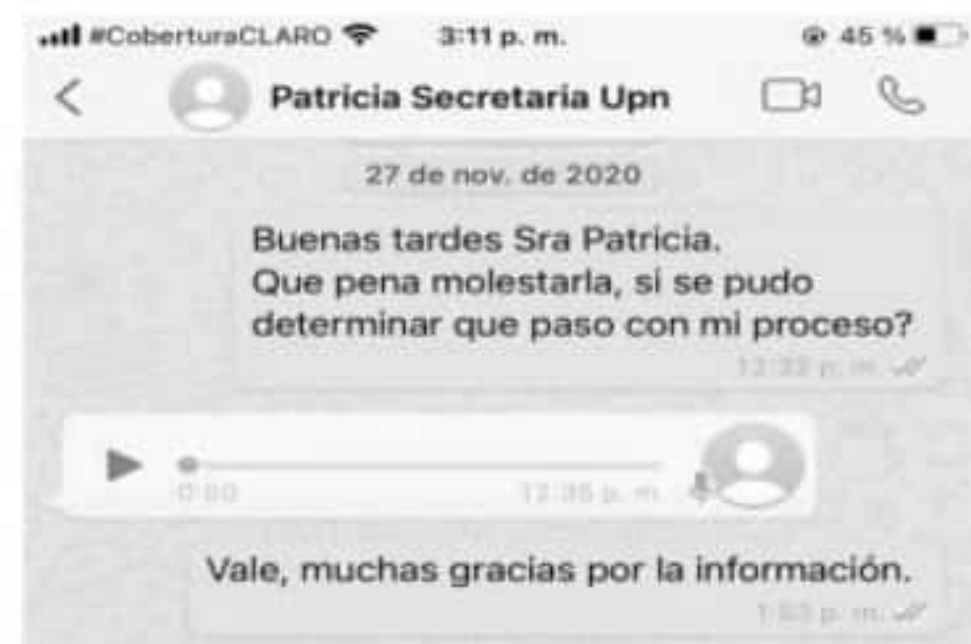 #CoberturaCLARO 3:11 p. m. 45 %
Patricia Secretaria Upn
27 de nov. de 2020
Buenas tardes Sra Patricia.
Que pena molestarla, si se pudo
determinar que paso con mi proceso?
p. m.
p. m.
Vale, muchas gracias por la información.
p. m.